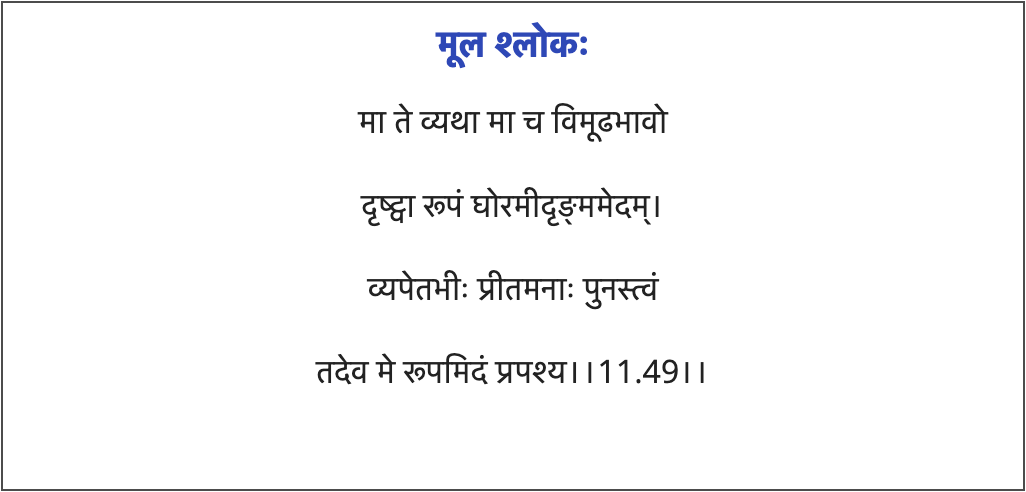 मूल श्लोकः
मा ते व्यथा मा च विमूढभावो
दृष्ट्वा रूपं घोरमीदृङ्ममेदम्।
व्यपेतभीः प्रीतमनाः पुनस्त्वं
तदेव मे रूपमिदं प्रपश्य।।11.49।।